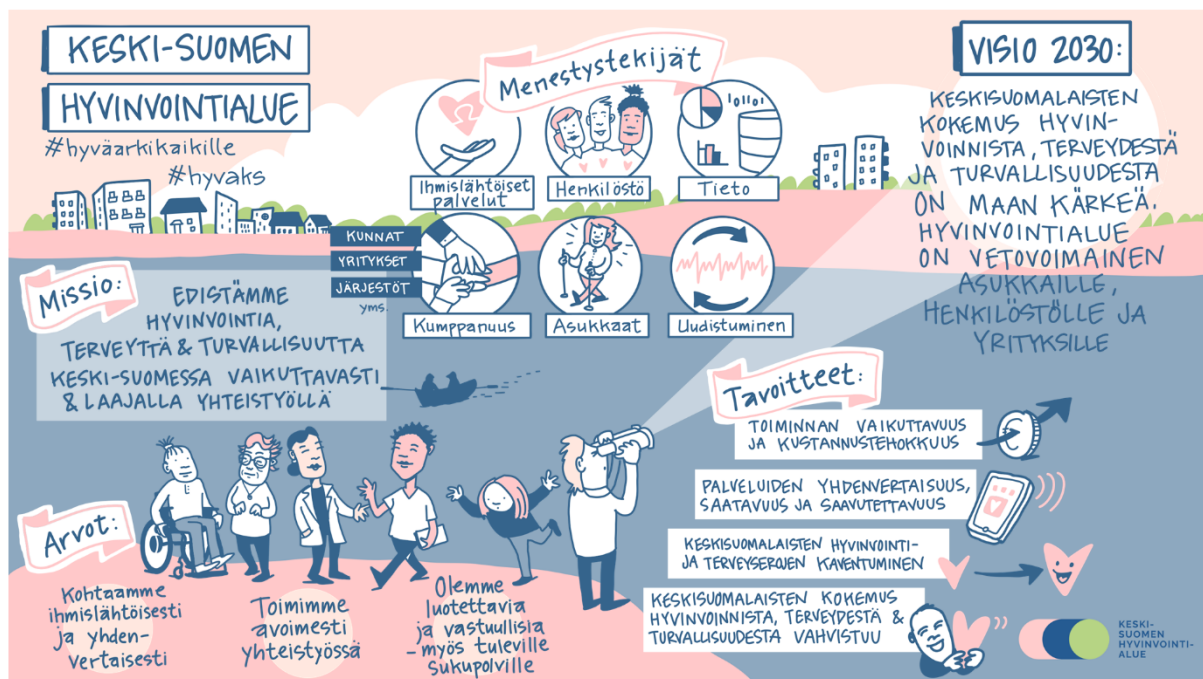 KESKI-SUOMEN
HYVINVOINTIALUE
#hyväarkikaikille
#hyvaks
Menestystekijät
Ihmislähtöiset
palvelut
Henkilöstö
Tieto
KUNNAT
YRITYKSET
JÄRJESTÖT
yms.
Kumppanuus
Asukkaat
Uudistuminen
VISIO 2030:
KESKISUOMALAISTEN
KOKEMUS HYVIN-
VOINNISTA, TERVEYDESTÄ
JA TURVALLISUUDESTA
ON MAAN KÄRKEÄ.
HYVINVOINTIALUE
ON VETOVOIMAINEN
ASUKKAILLE,
HENKILÖSTÖLLE JA
YRITYKSILLE
Missio:
EDISTÄMME
HYVINVOINTIA,
TERVEYTTÄ & TURVALLISUUTTA
KESKI-SUOMESSA VAIKUTTAVASTI
& LAAJALLA YHTEISTYÖLLÄ
Tavoitteet:
TOIMINNAN VAIKUTTAVUUS
JA KUSTANNUSTEHOKKUUS
PALVELUIDEN YHDENVERTAISUUS,
SAATAVUUS JA SAAVUTETTAVUUS
KESKISUOMALAISTEN HYVINVOINTI-
JA TERVEYSEROJEN KAVENTUMINEN
KESKISUOMALAISTEN KOKEMUS
HYVINVOINNISTA, TERVEYDESTÄ &
TURVALLISUUDESTA VAHVISTUU
Arvot:
Kohtaamme
ihmislähtöisesti
ja yhden-
vertaisesti
Toimimme
avoimesti
yhteistyössä
Olemme
luotettavia
ja vastuullisia
- myös tuleville
sukupolville
KESKI-
SUOMEN
HYVINVOINTI-
ALUE